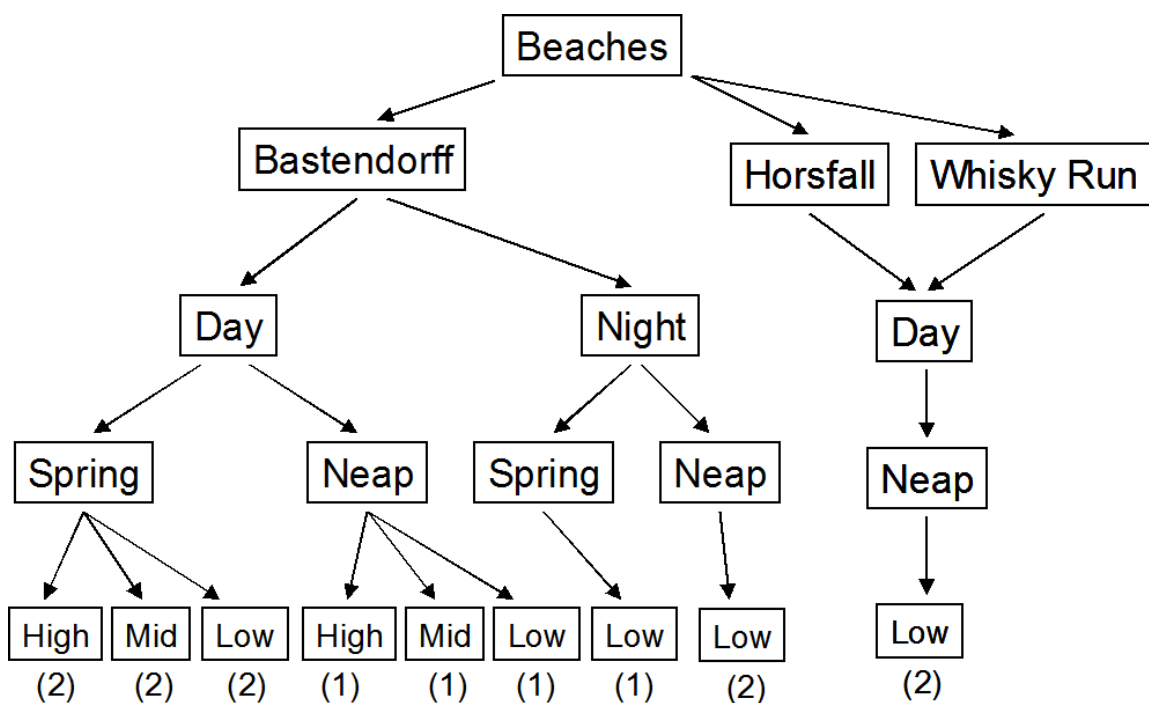 Beaches
Bastendorff Horsfall Whisky Run
Day Night Day
Spring Neap Spring Neap Neap
High Mid Low High Mid Low Low Low Low
(2) (2) (2) (1) (1) (1) (1) (2) (2)